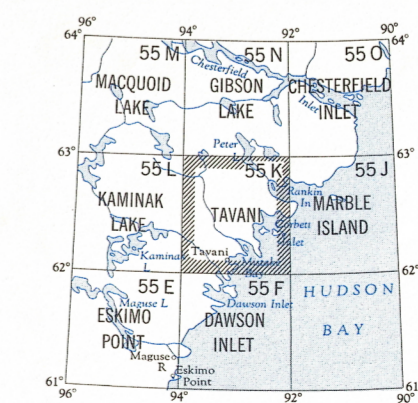 96° 94° 92° 90°
64° 64°
55 M 55 N 55 O
Chesterfield
MACQUOID GIBSON CHESTERFIELD
LAKE LAKE Inlet INLET
Peter
63° 63°
55 L 55 K 55 J
Rankin
KAMINAK In MARBLE
TAVANI
LAKE Inlet ISLAND
Tavani
Kaminak
L.
Bay
62° 62°
55 E 55 F
HUDSON
Maguse L Dawson Inlet
ESKIMO DAWSON
BAY
POINT INLET
Maguse
R Eskimo
Point
61° 61°
96° 94° 92° 90°